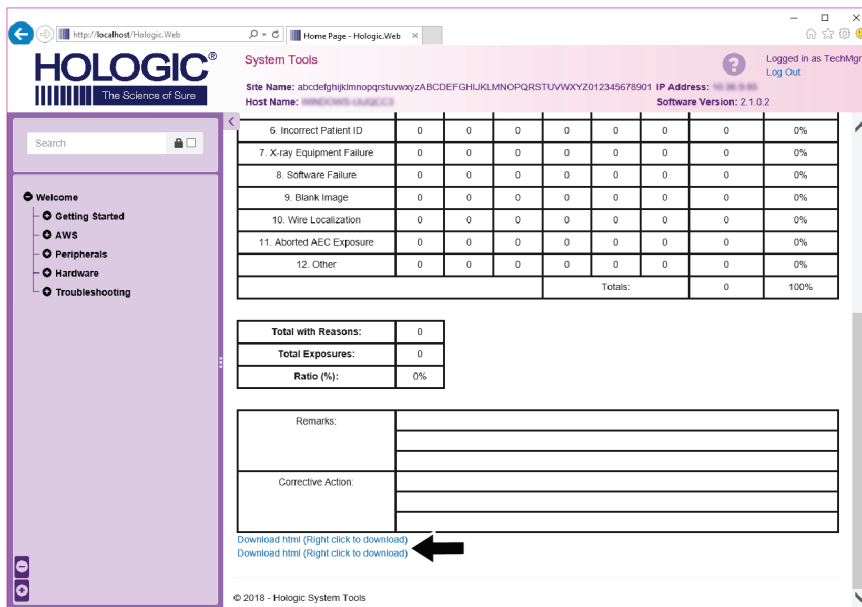 http://localhost/Hologic.Web
Home Page - Hologic.Web
HOLOGIC®
The Science of Sure
System Tools
Logged in as TechMgr
Log Out
Site Name: abcdefghijklmnopqrstuvwxyzABCDEFGHIJKLMNOPQRSTUVWXYZ012345678901 IP Address:
Host Name:
Software Version: 2.1.0.2
Search
Welcome
Getting Started
AWS
Peripherals
Hardware
Troubleshooting
6. Incorrect Patient ID 0 0 0 0 0 0 0 0%
7. X-ray Equipment Failure 0 0 0 0 0 0 0 0%
8. Software Failure 0 0 0 0 0 0 0 0%
9. Blank Image 0 0 0 0 0 0 0 0%
10. Wire Localization 0 0 0 0 0 0 0 0%
11. Aborted AEC Exposure 0 0 0 0 0 0 0 0%
12. Other 0 0 0 0 0 0 0 0%
Totals: 0 100%
Total with Reasons: 0
Total Exposures: 0
Ratio (%): 0%
Remarks:
Corrective Action:
Download html (Right click to download)
Download html (Right click to download)
© 2018 - Hologic System Tools